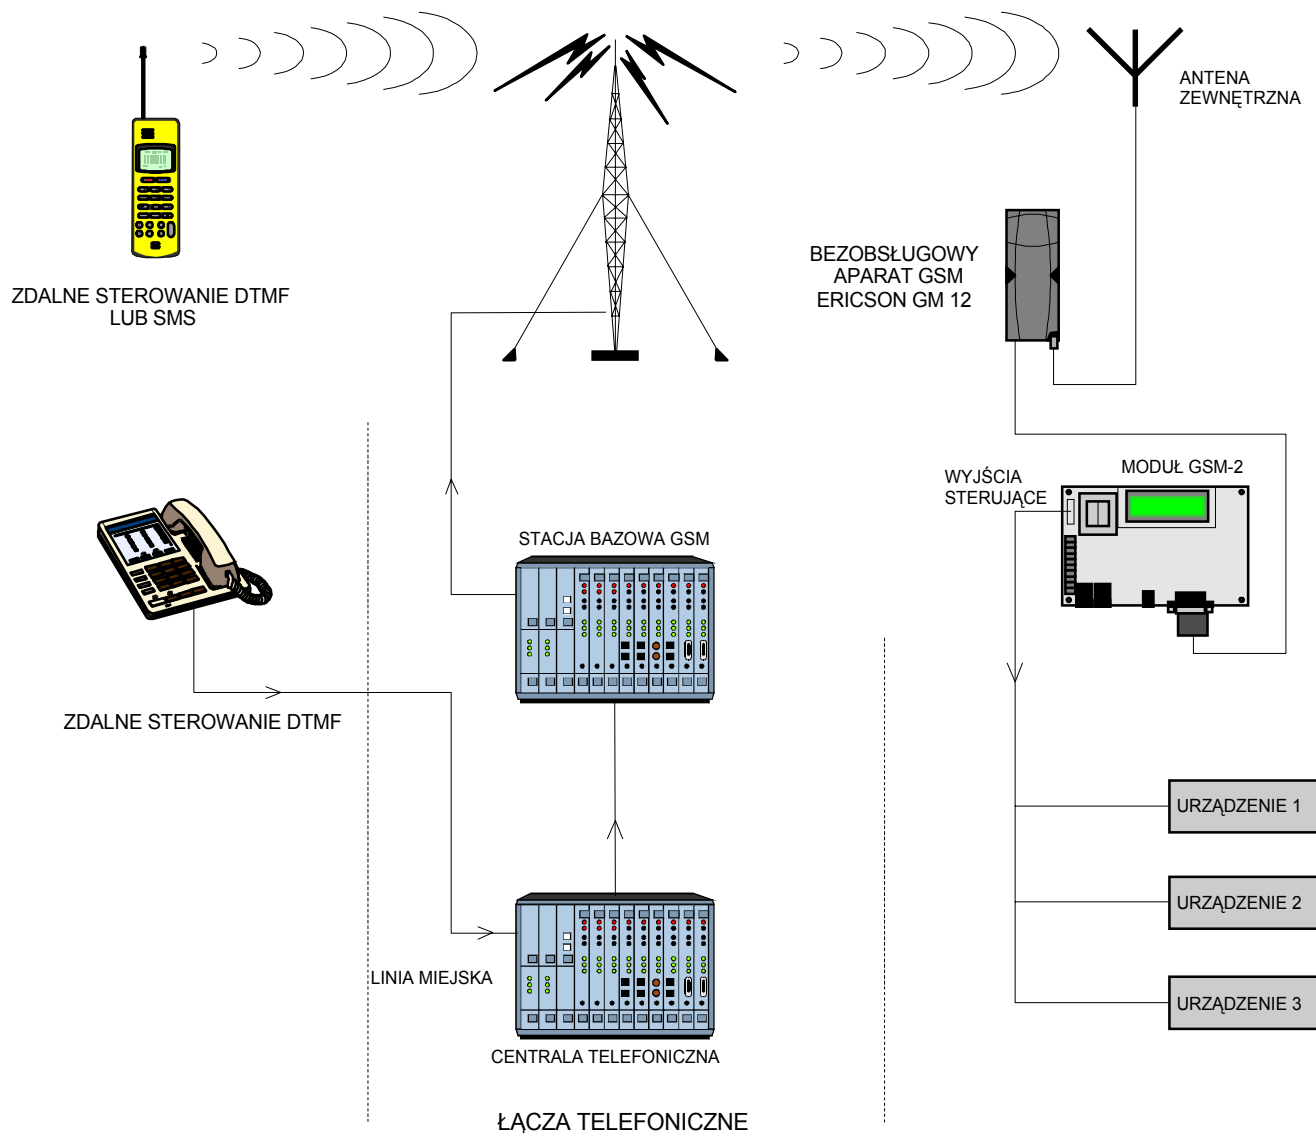 ANTENA
ZEWNĘTRZNA
BEZOBSŁUGOWY
APARAT GSM
ERICSON GM 12
ZDALNE STEROWANIE DTMF
LUB SMS
WYJŚCIA
STERUJĄCE
MODUŁ GSM-2
STACJA BAZOWA GSM
ZDALNE STEROWANIE DTMF
URZĄDZENIE 1
URZĄDZENIE 2
LINIA MIEJSKA
URZĄDZENIE 3
CENTRALA TELEFONICZNA
ŁĄCZA TELEFONICZNE